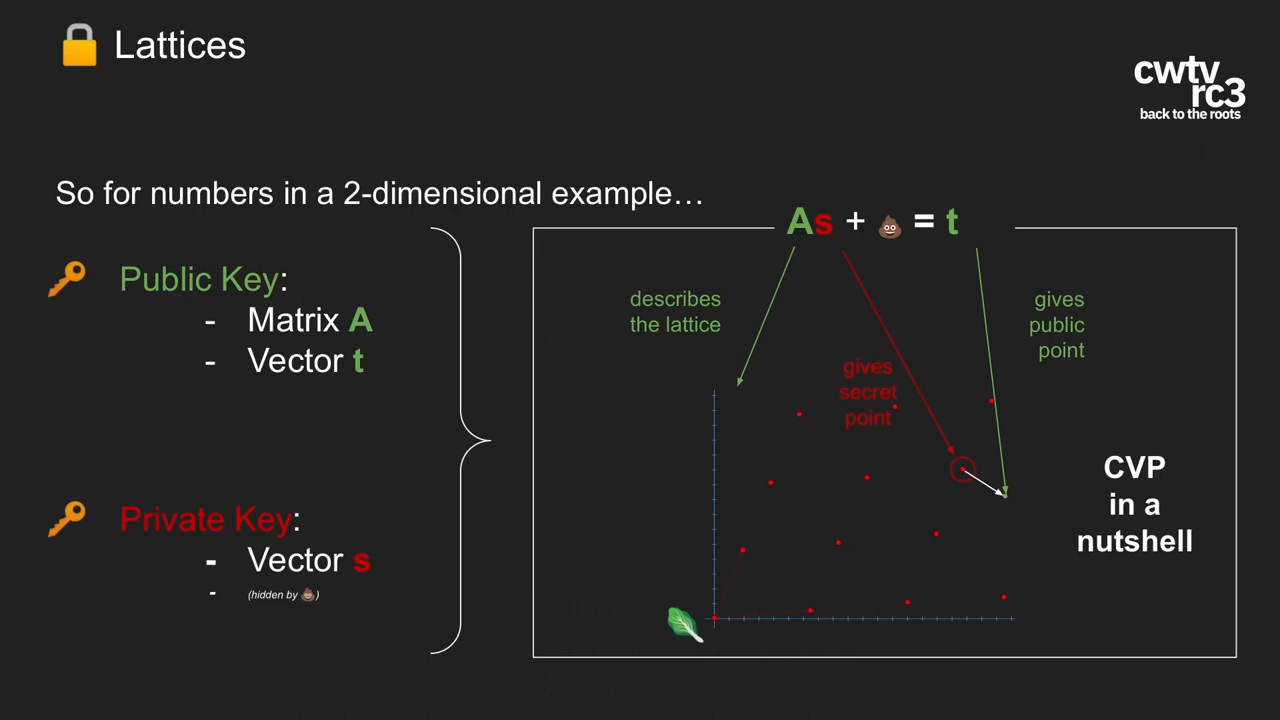 🔒 Lattices
cwtv
rc3
back to the roots
So for numbers in a 2-dimensional example…
As + 💩 = t
🔑 Public Key:
- Matrix A
- Vector t
describes
the lattice
gives
public
point
gives
secret
point
🔑 Private Key:
- Vector s
- (hidden by 💩)
CVP
in a
nutshell